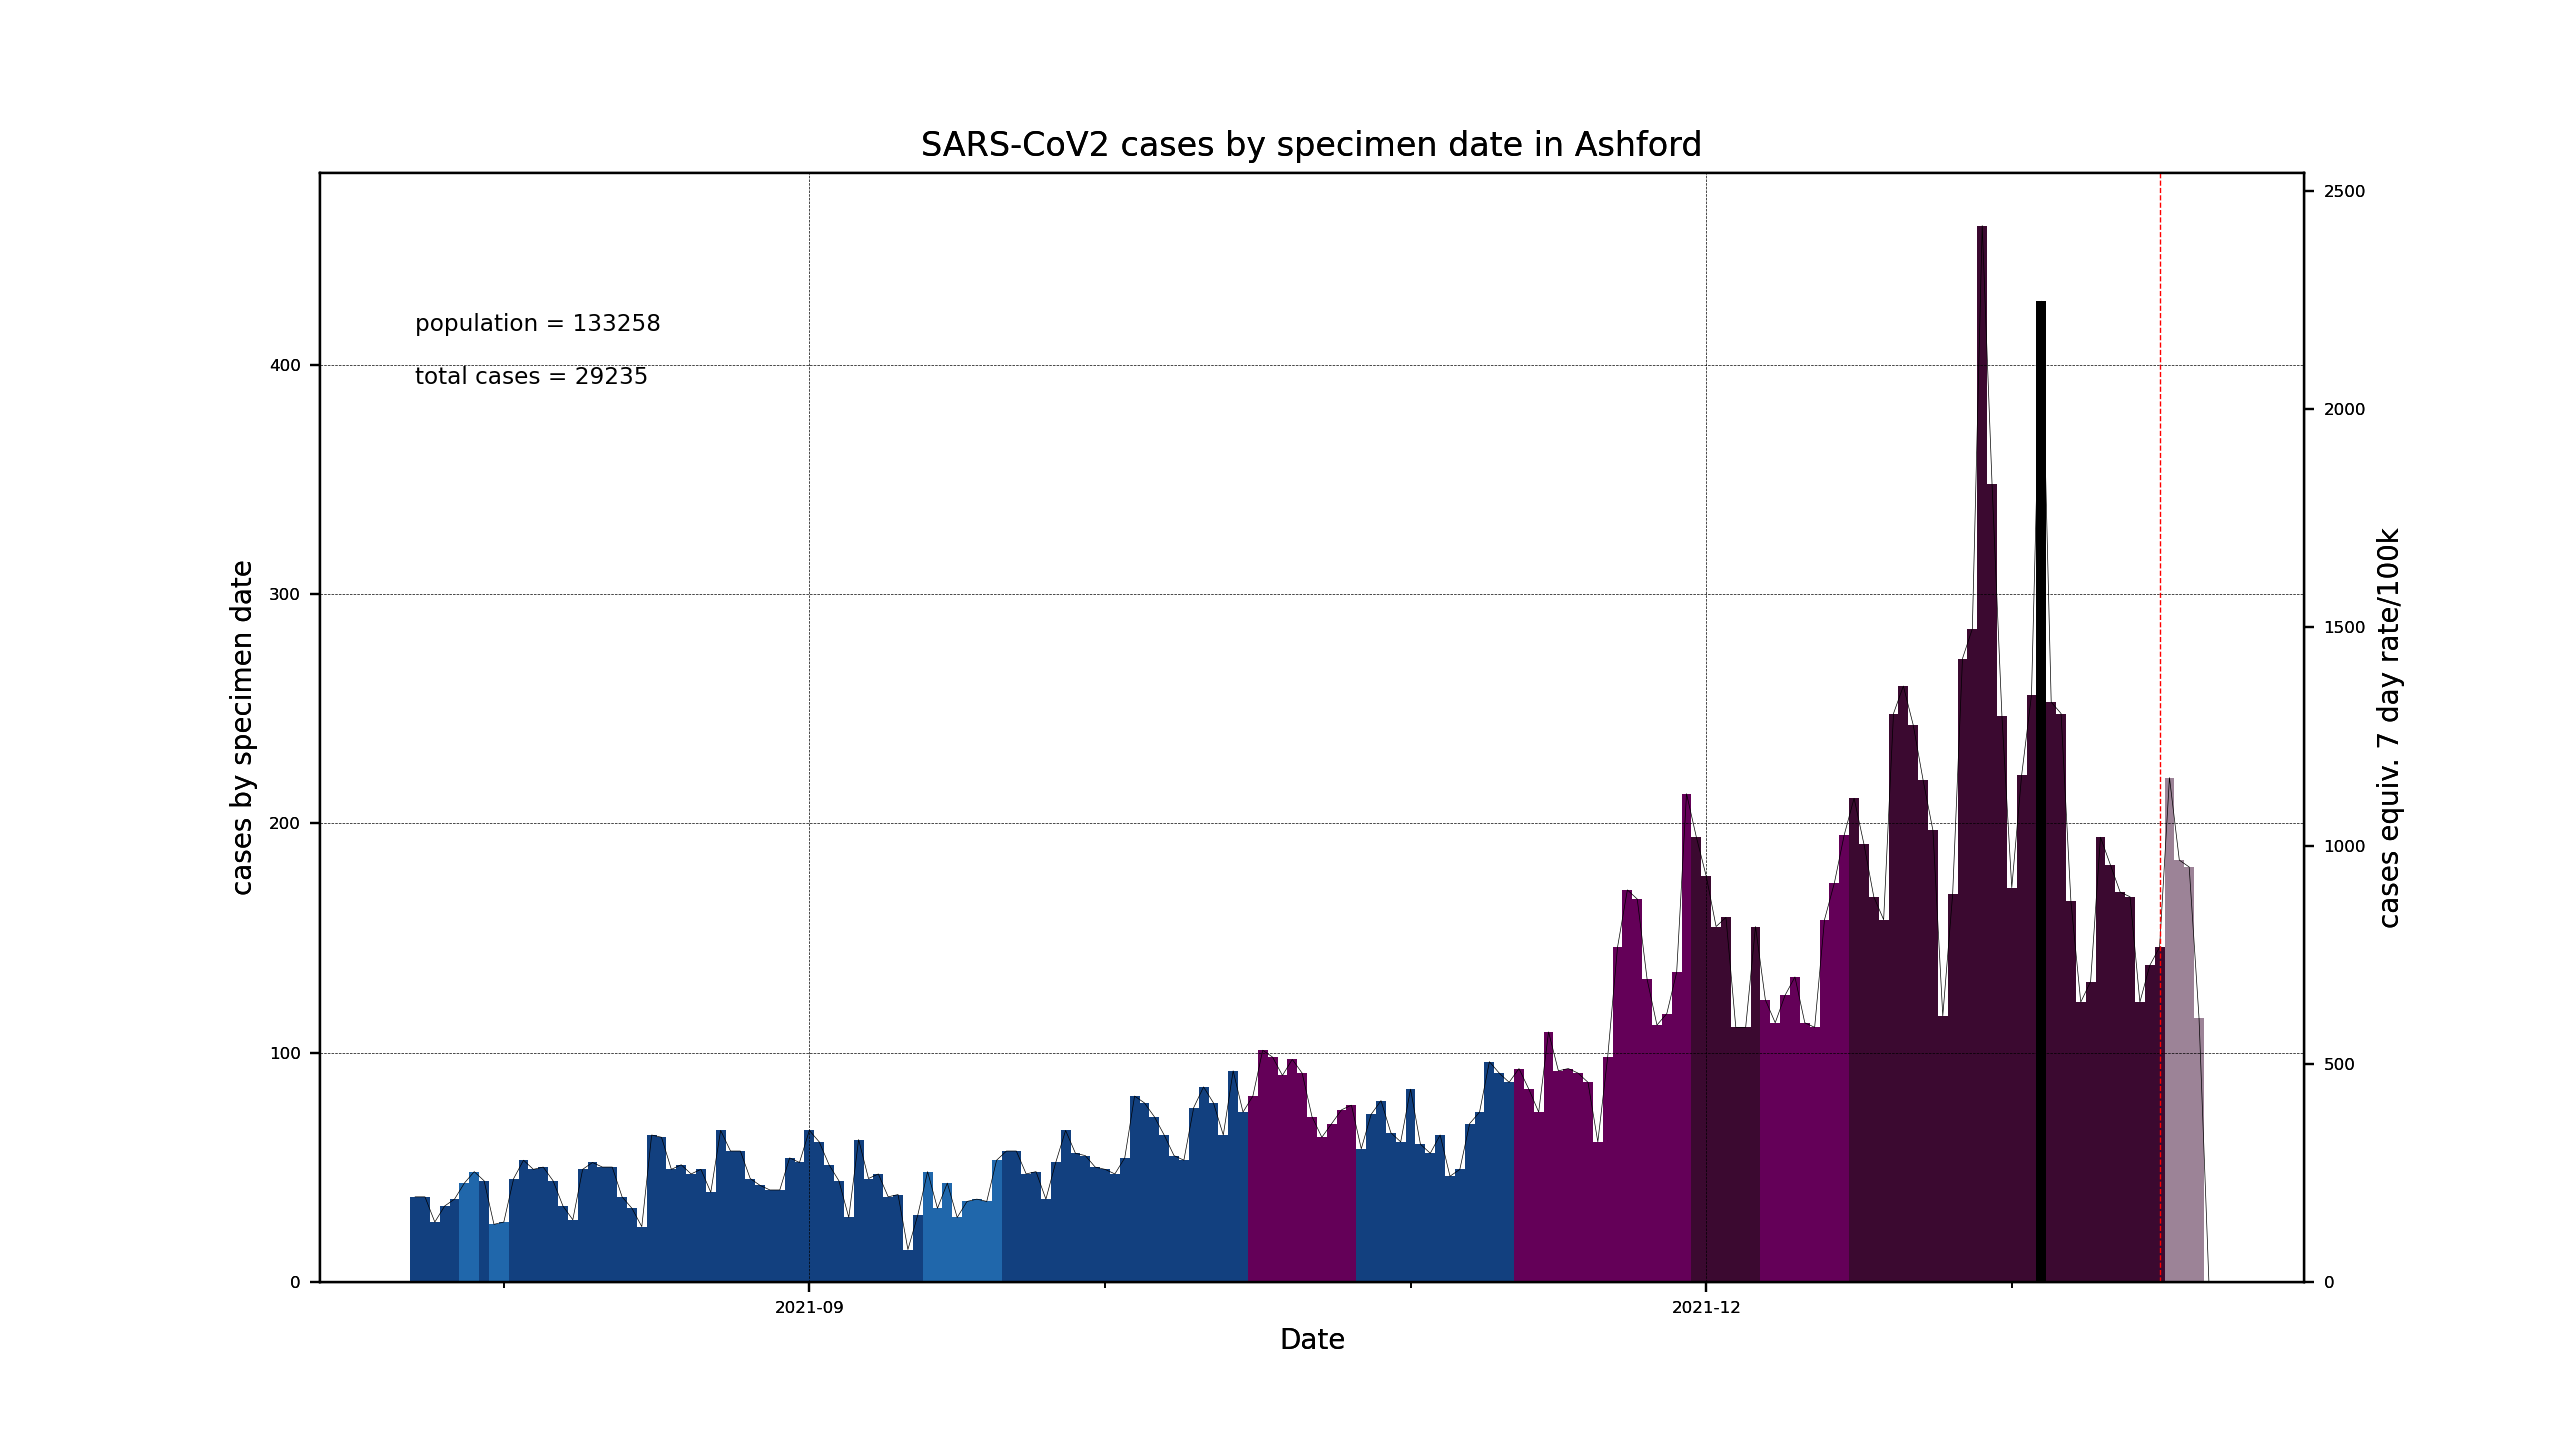 SARS-CoV2 cases by specimen date in Ashford
population = 133258
total cases = 29235
cases by specimen date
400
300
200
100
0
2500
2000
1500
1000
500
0
cases equiv. 7 day rate/100k
2021-09
2021-12
Date